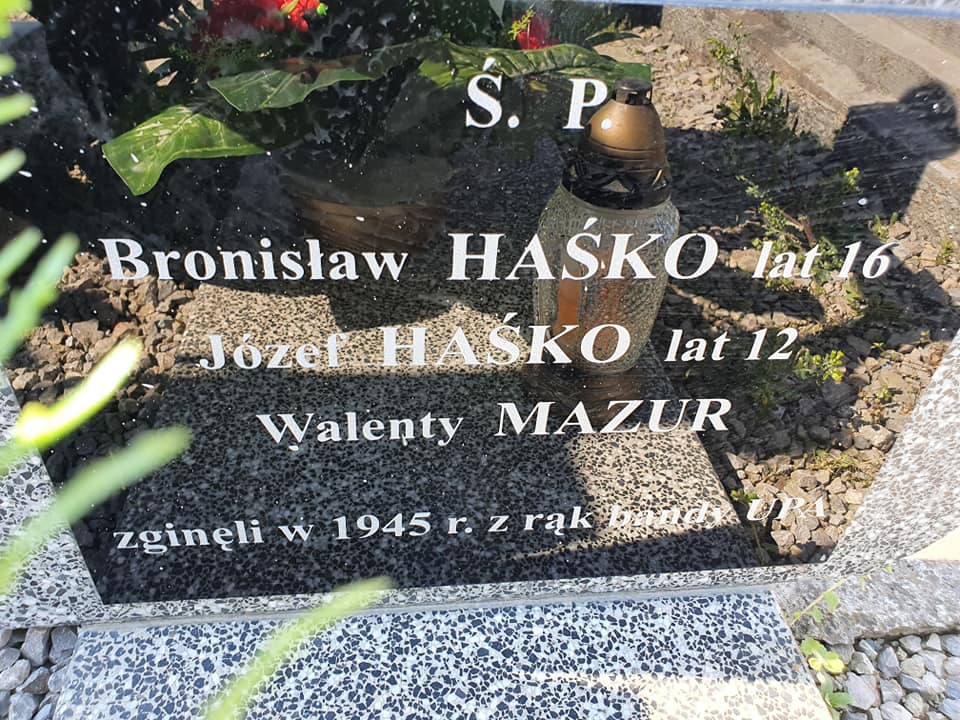 Ś. P.
Bronisław HAŚKO lat 16
Józef HAŚKO lat 12
Walenty MAZUR
zginęli w 1945 r. z rąk bandy UPA